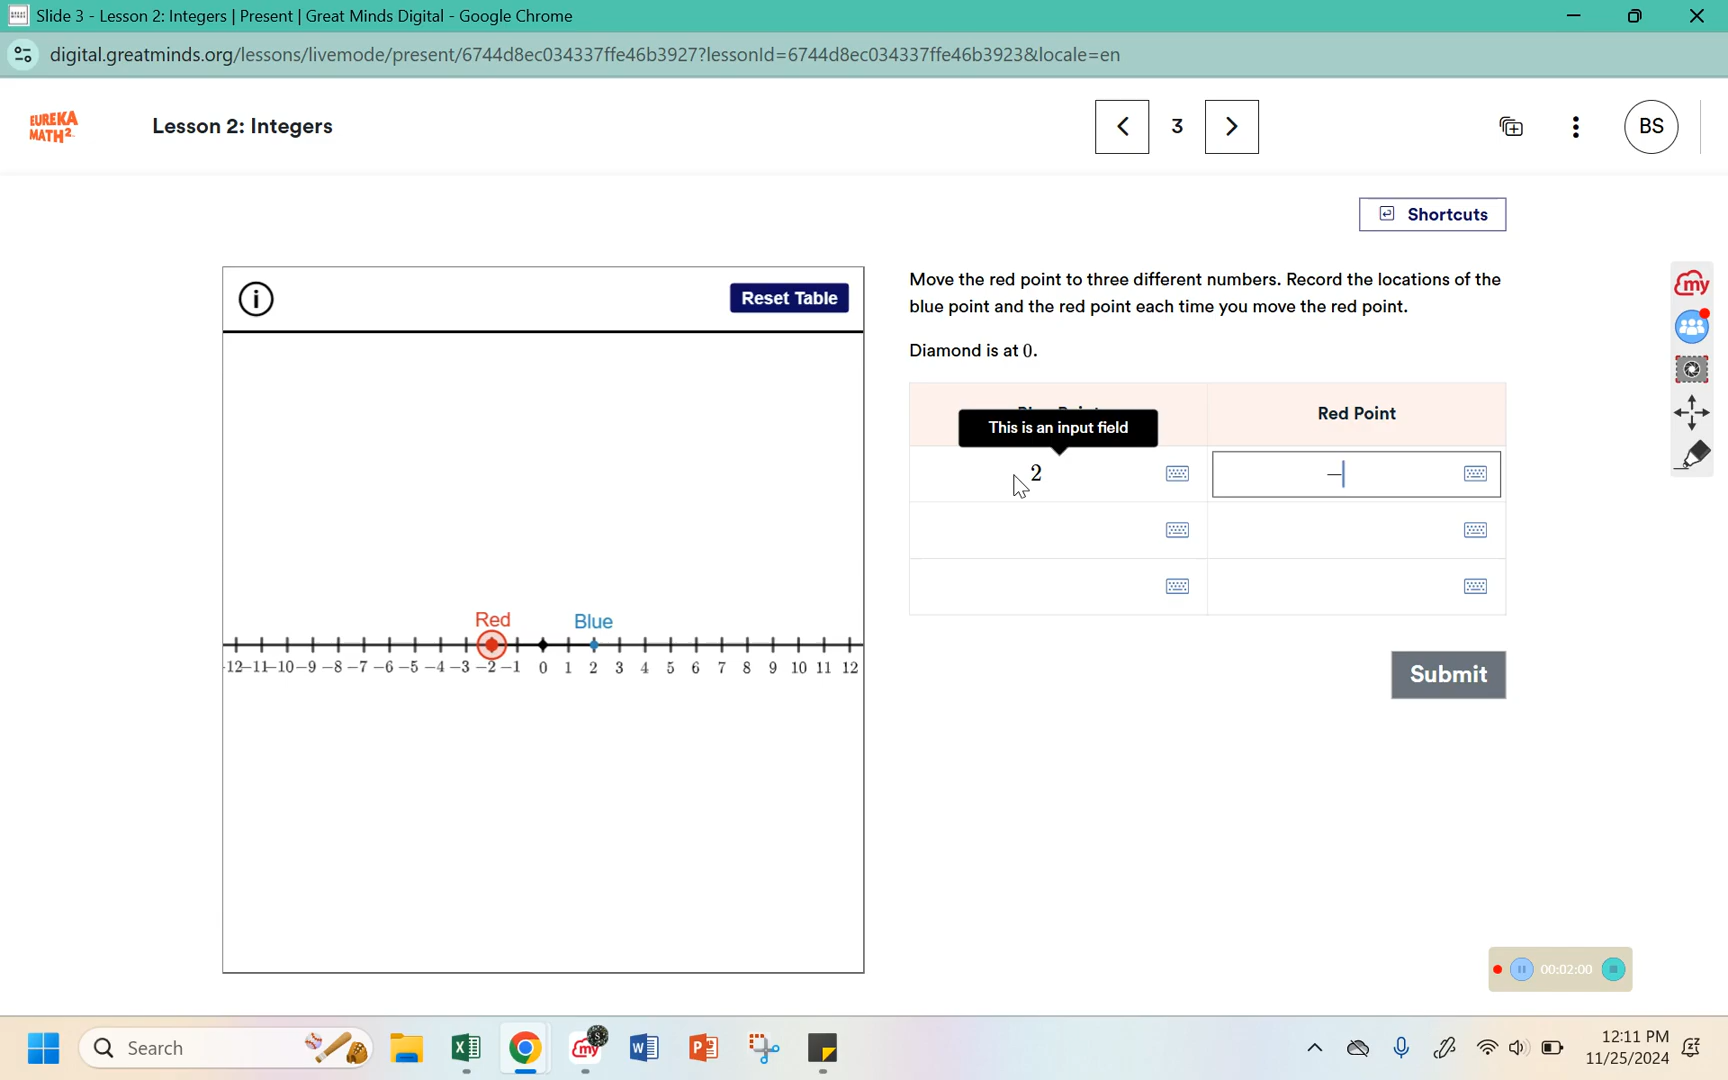 Slide 3 - Lesson 2: Integers | Present | Great Minds Digital - Google Chrome
digital.greatminds.org/lessons/livemode/present/6744d8ec034337ffe46b3927?lessonId=6744d8ec034337ffe46b3923&locale=en
EUREKA
MATH²
Lesson 2: Integers
3
BS
Shortcuts
i
Reset Table
Move the red point to three different numbers. Record the locations of the
blue point and the red point each time you move the red point.
Diamond is at 0.
Red Point
This is an input field
2
−
my
Red
Blue
-12 −11 −10 −9 −8 −7 −6 −5 −4 −3 −2 −1 0 1 2 3 4 5 6 7 8 9 10 11 12
Submit
00:02:00
Search
my
S
12:11 PM
11/25/2024